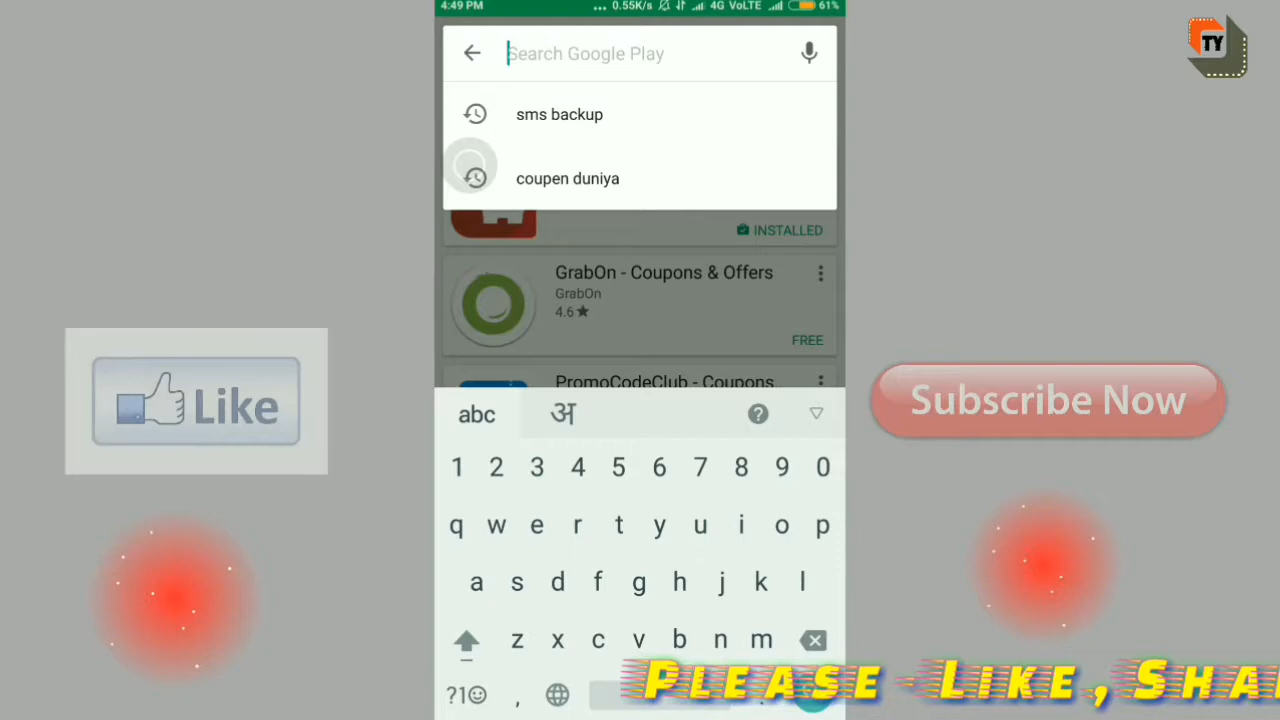 4:49 PM ... 0.55K/s 4G VoLTE 61%
TY
Search Google Play
sms backup
coupen duniya
INSTALLED
GrabOn - Coupons & Offers
GrabOn
4.6★
FREE
PromoCodeClub - Coupons
Like
Subscribe Now
abc अ ?
1 2 3 4 5 6 7 8 9 0
q w e r t y u i o p
a s d f g h j k l
z x c v b n m
?1☺ , .
PLEASE - LIKE , SHA